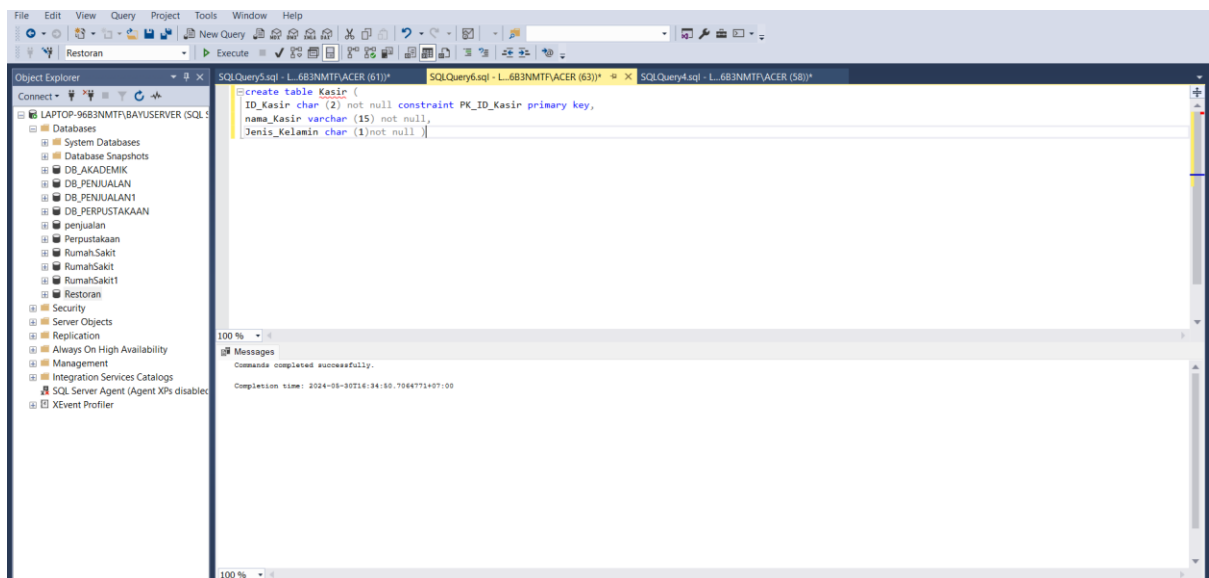 File Edit View Query Project Tools Window Help
New Query
Restoran Execute
Object Explorer
Connect
LAPTOP-96B3NMTF\BAYUSERVER (SQL S
Databases
System Databases
Database Snapshots
DB_AKADEMIK
DB_PENJUALAN
DB_PENJUALAN1
DB_PERPUSTAKAAN
penjualan
Perpustakaan
Rumah.Sakit
RumahSakit
RumahSakit1
Restoran
Security
Server Objects
Replication
Always On High Availability
Management
Integration Services Catalogs
SQL Server Agent (Agent XPs disabled
XEvent Profiler
SQLQuery5.sql - L...6B3NMTF\ACER (61))* SQLQuery6.sql - L...6B3NMTF\ACER (63))* SQLQuery4.sql - L...6B3NMTF\ACER (58))*
create table Kasir (
ID_Kasir char (2) not null constraint PK_ID_Kasir primary key,
nama_Kasir varchar (15) not null,
Jenis_Kelamin char (1)not null )
100 %
Messages
Commands completed successfully.
Completion time: 2024-05-30T16:34:50.7064771+07:00
100 %